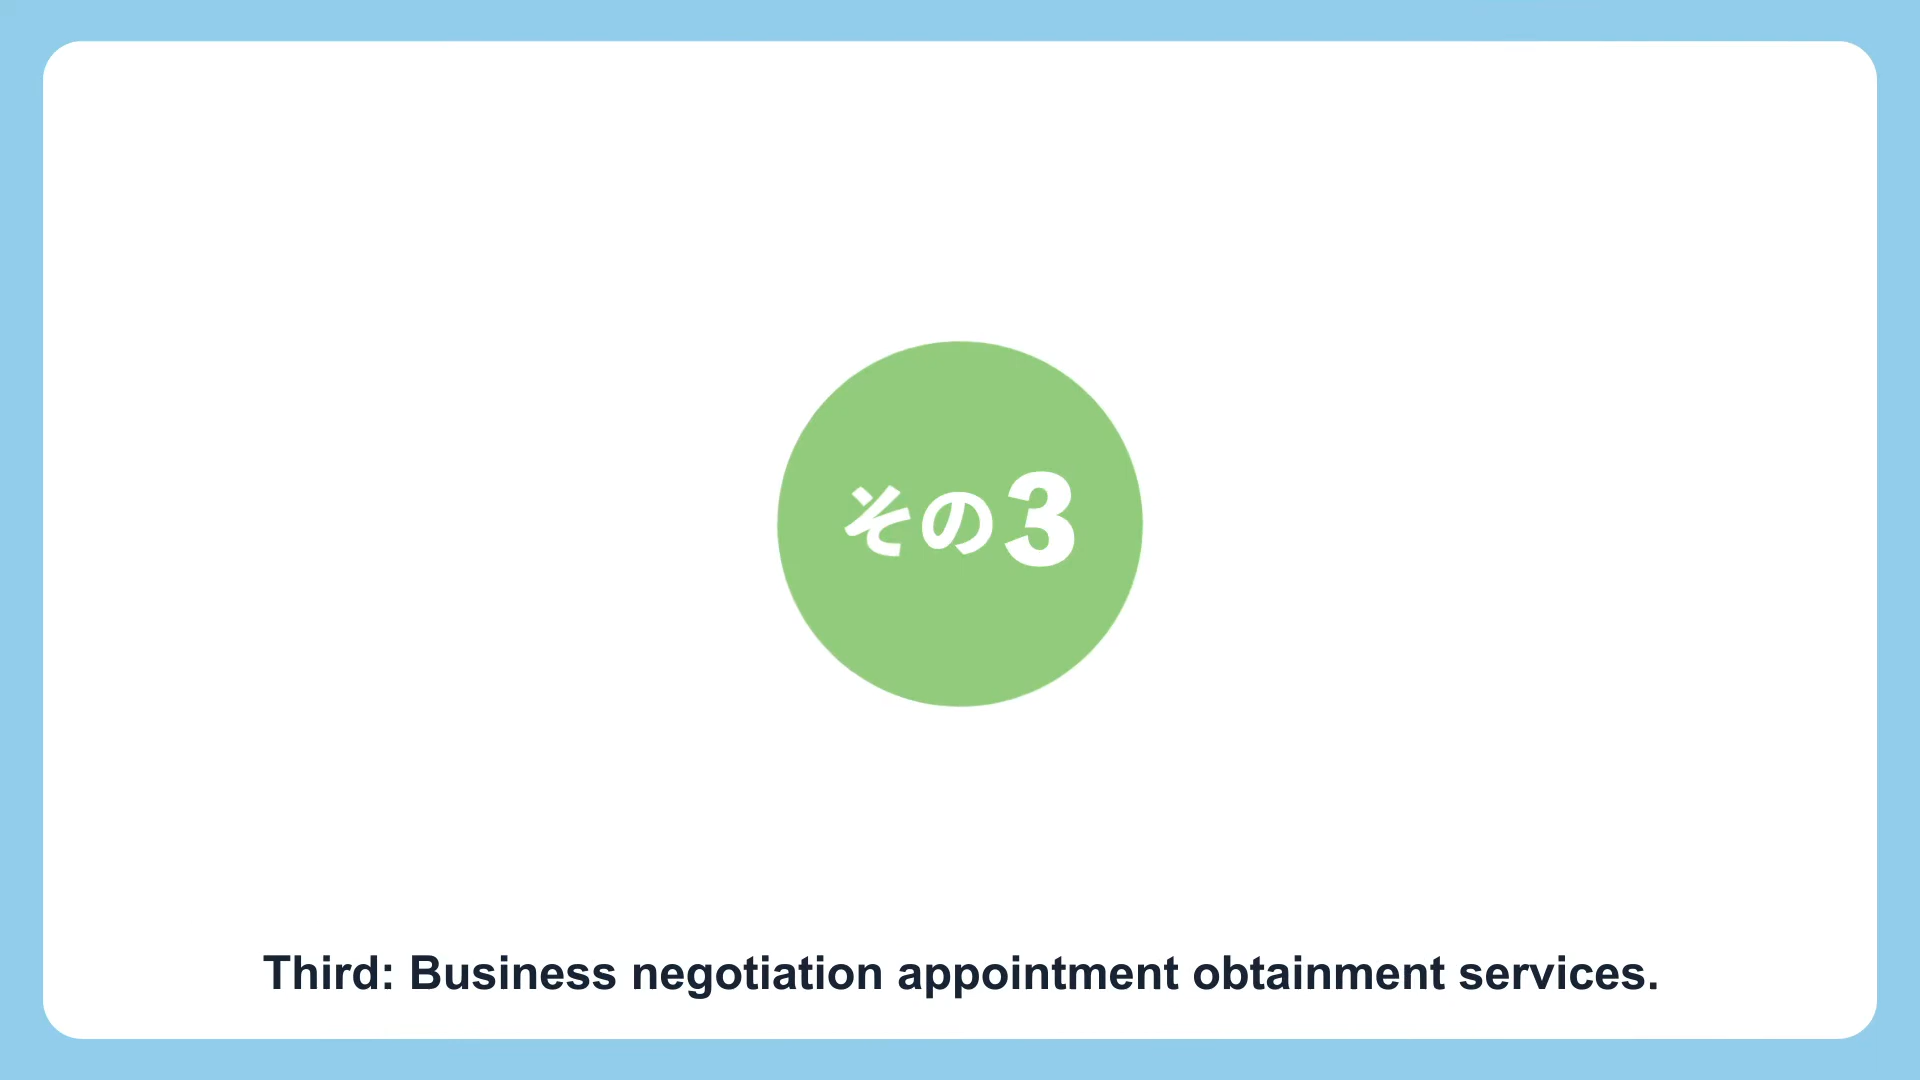 その3
Third: Business negotiation appointment obtainment services.